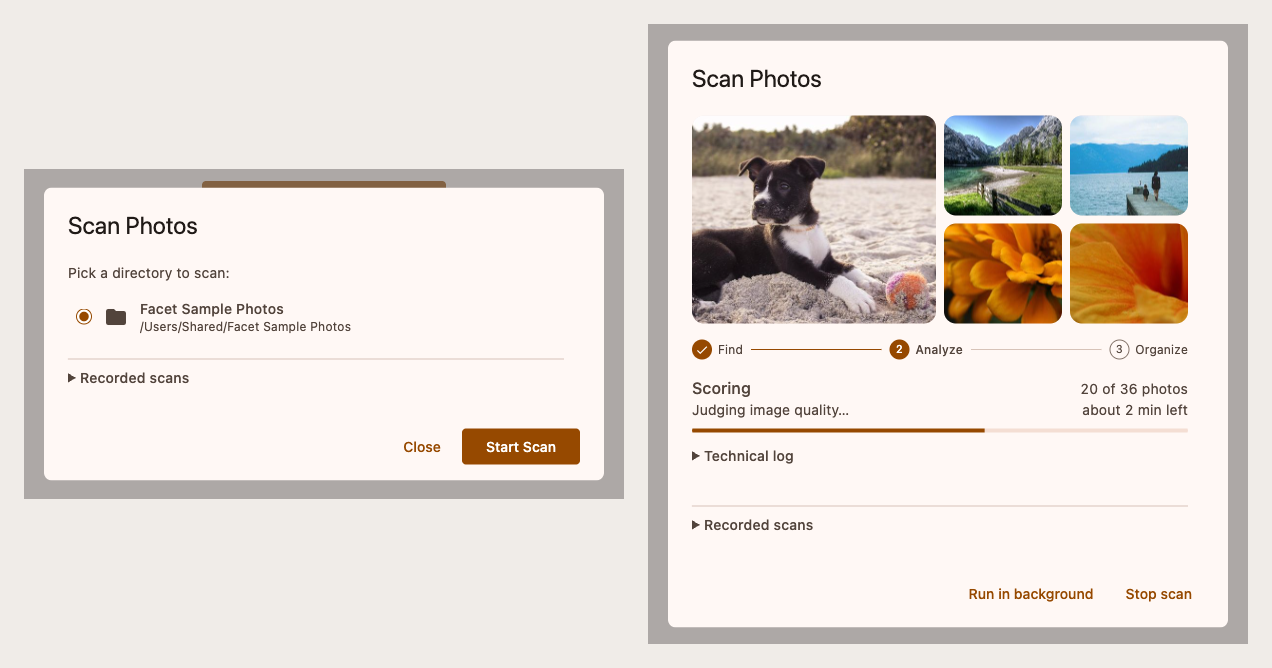 Scan Photos
Pick a directory to scan:
Facet Sample Photos
/Users/Shared/Facet Sample Photos
Recorded scans
Close
Start Scan
Scan Photos
Find
2 Analyze
3 Organize
Scoring
20 of 36 photos
Judging image quality...
about 2 min left
Technical log
Recorded scans
Run in background
Stop scan